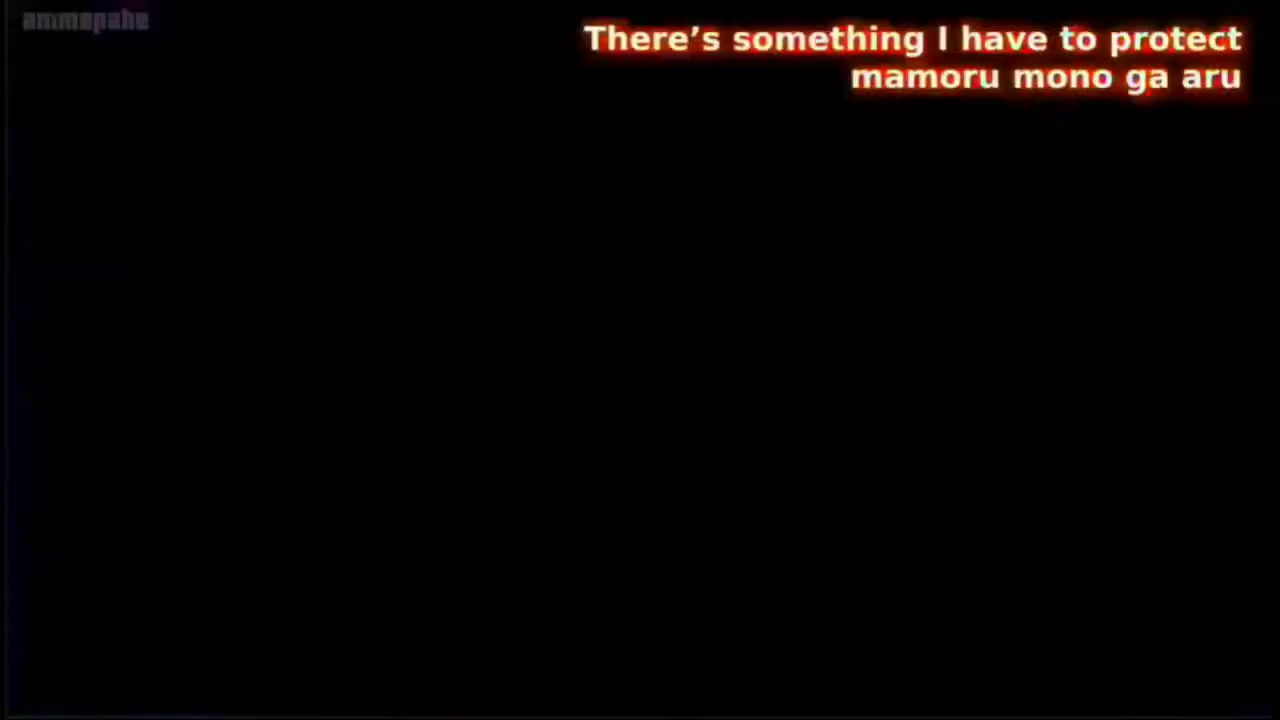 There’s something I have to protect
mamoru mono ga aru